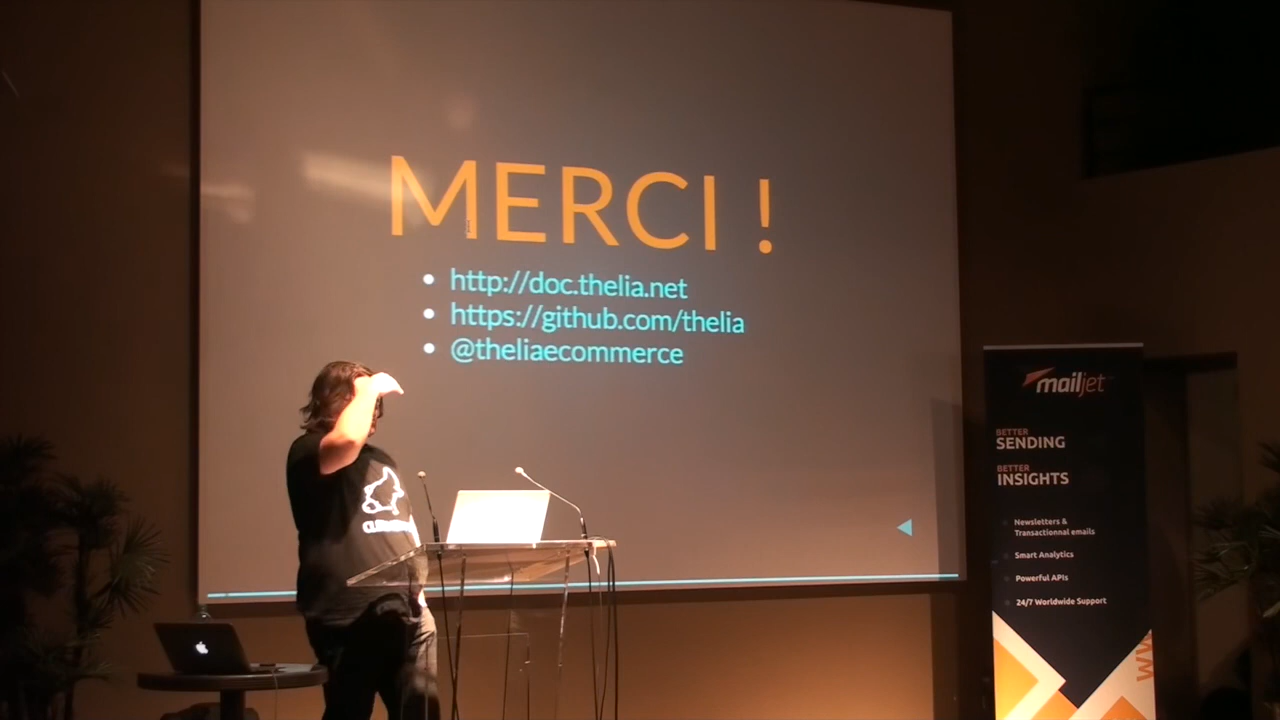 MERCI !
http://doc.thelia.net
https://github.com/thelia
@theliaecommerce
mailjet
BETTER
SENDING
BETTER
INSIGHTS
Newsletters &
Transactionnal emails
Smart Analytics
Powerful APIs
24/7 Worldwide Support